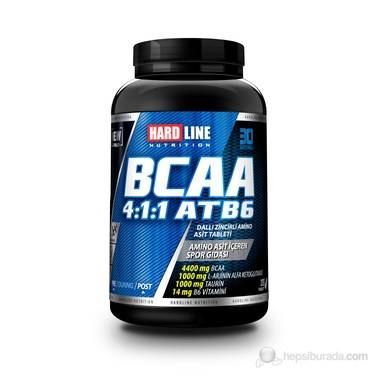 HARD LINE
NUTRITION
30
BCAA
4:1:1 ATB6
DALLI ZİNCİRLİ AMİNO
ASİT TABLETİ
AMİNO ASİT İÇEREN
SPOR GIDASI
4400 mg BCAA
1000 mg L-ARJİNİN ALFA KETOGLUTARAT
1000 mg TAURİN
14 mg B6 VİTAMİNİ
/ POST
HARDLINE NUTRITION
hepsiburada.com